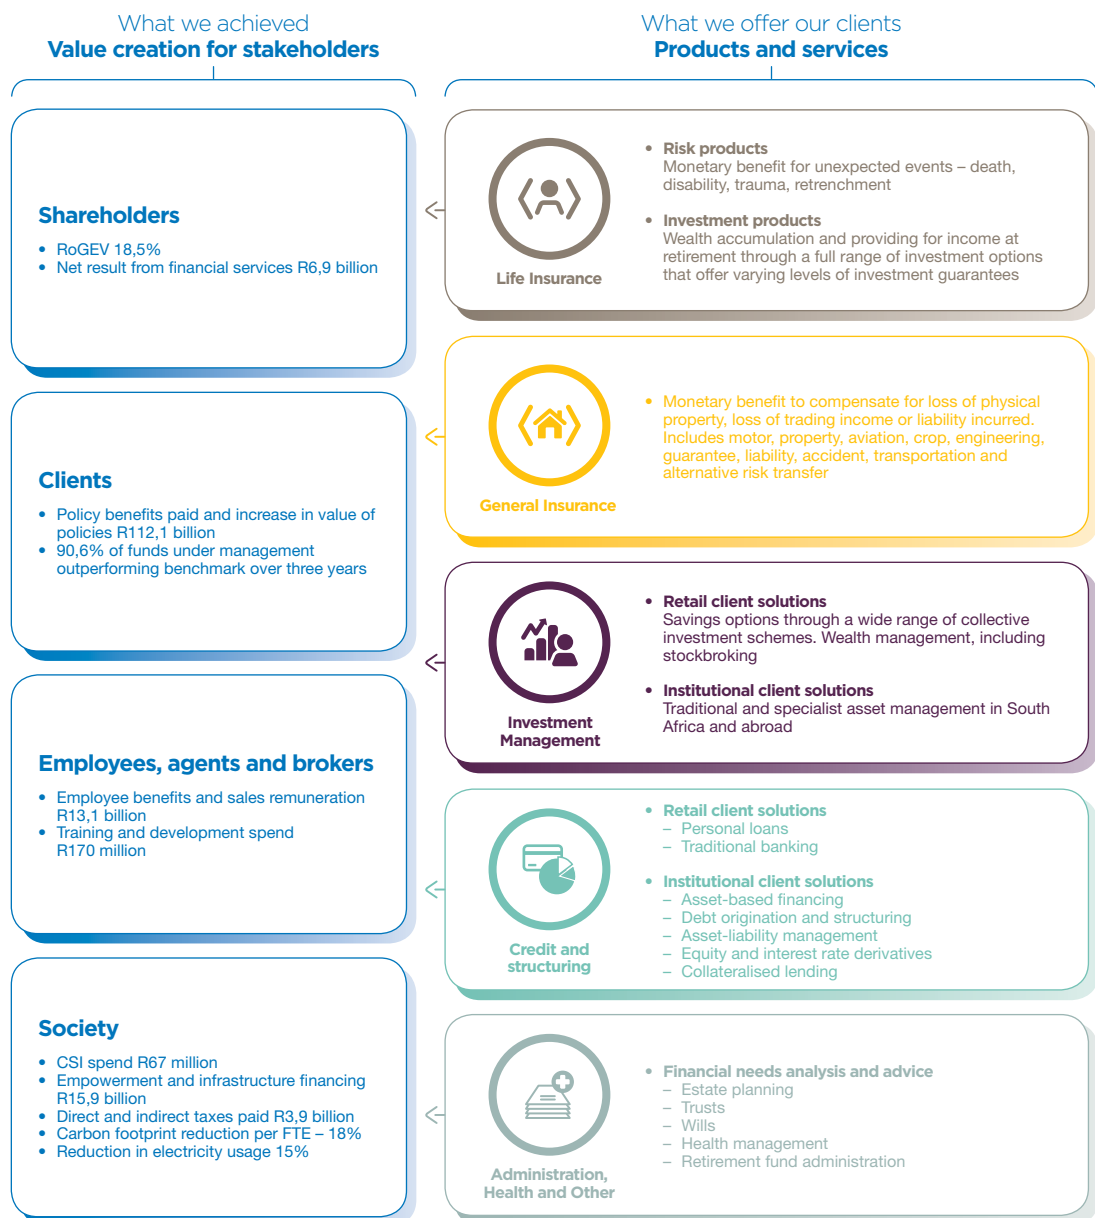 What we achieved
Value creation for stakeholders
Shareholders
• RoGEV 18,5%
• Net result from financial services R6,9 billion
Clients
• Policy benefits paid and increase in value of
policies R112,1 billion
• 90,6% of funds under management
outperforming benchmark over three years
Employees, agents and brokers
• Employee benefits and sales remuneration
R13,1 billion
• Training and development spend
R170 million
Society
• CSI spend R67 million
• Empowerment and infrastructure financing
R15,9 billion
• Direct and indirect taxes paid R3,9 billion
• Carbon footprint reduction per FTE – 18%
• Reduction in electricity usage 15%
What we offer our clients
Products and services
Life Insurance
• Risk products
Monetary benefit for unexpected events – death,
disability, trauma, retrenchment
• Investment products
Wealth accumulation and providing for income at
retirement through a full range of investment options
that offer varying levels of investment guarantees
General Insurance
• Monetary benefit to compensate for loss of physical
property, loss of trading income or liability incurred.
Includes motor, property, aviation, crop, engineering,
guarantee, liability, accident, transportation and
alternative risk transfer
Investment
Management
• Retail client solutions
Savings options through a wide range of collective
investment schemes. Wealth management, including
stockbroking
• Institutional client solutions
Traditional and specialist asset management in South
Africa and abroad
Credit and
structuring
• Retail client solutions
– Personal loans
– Traditional banking
• Institutional client solutions
– Asset-based financing
– Debt origination and structuring
– Asset-liability management
– Equity and interest rate derivatives
– Collateralised lending
Administration,
Health and Other
• Financial needs analysis and advice
– Estate planning
– Trusts
– Wills
– Health management
– Retirement fund administration